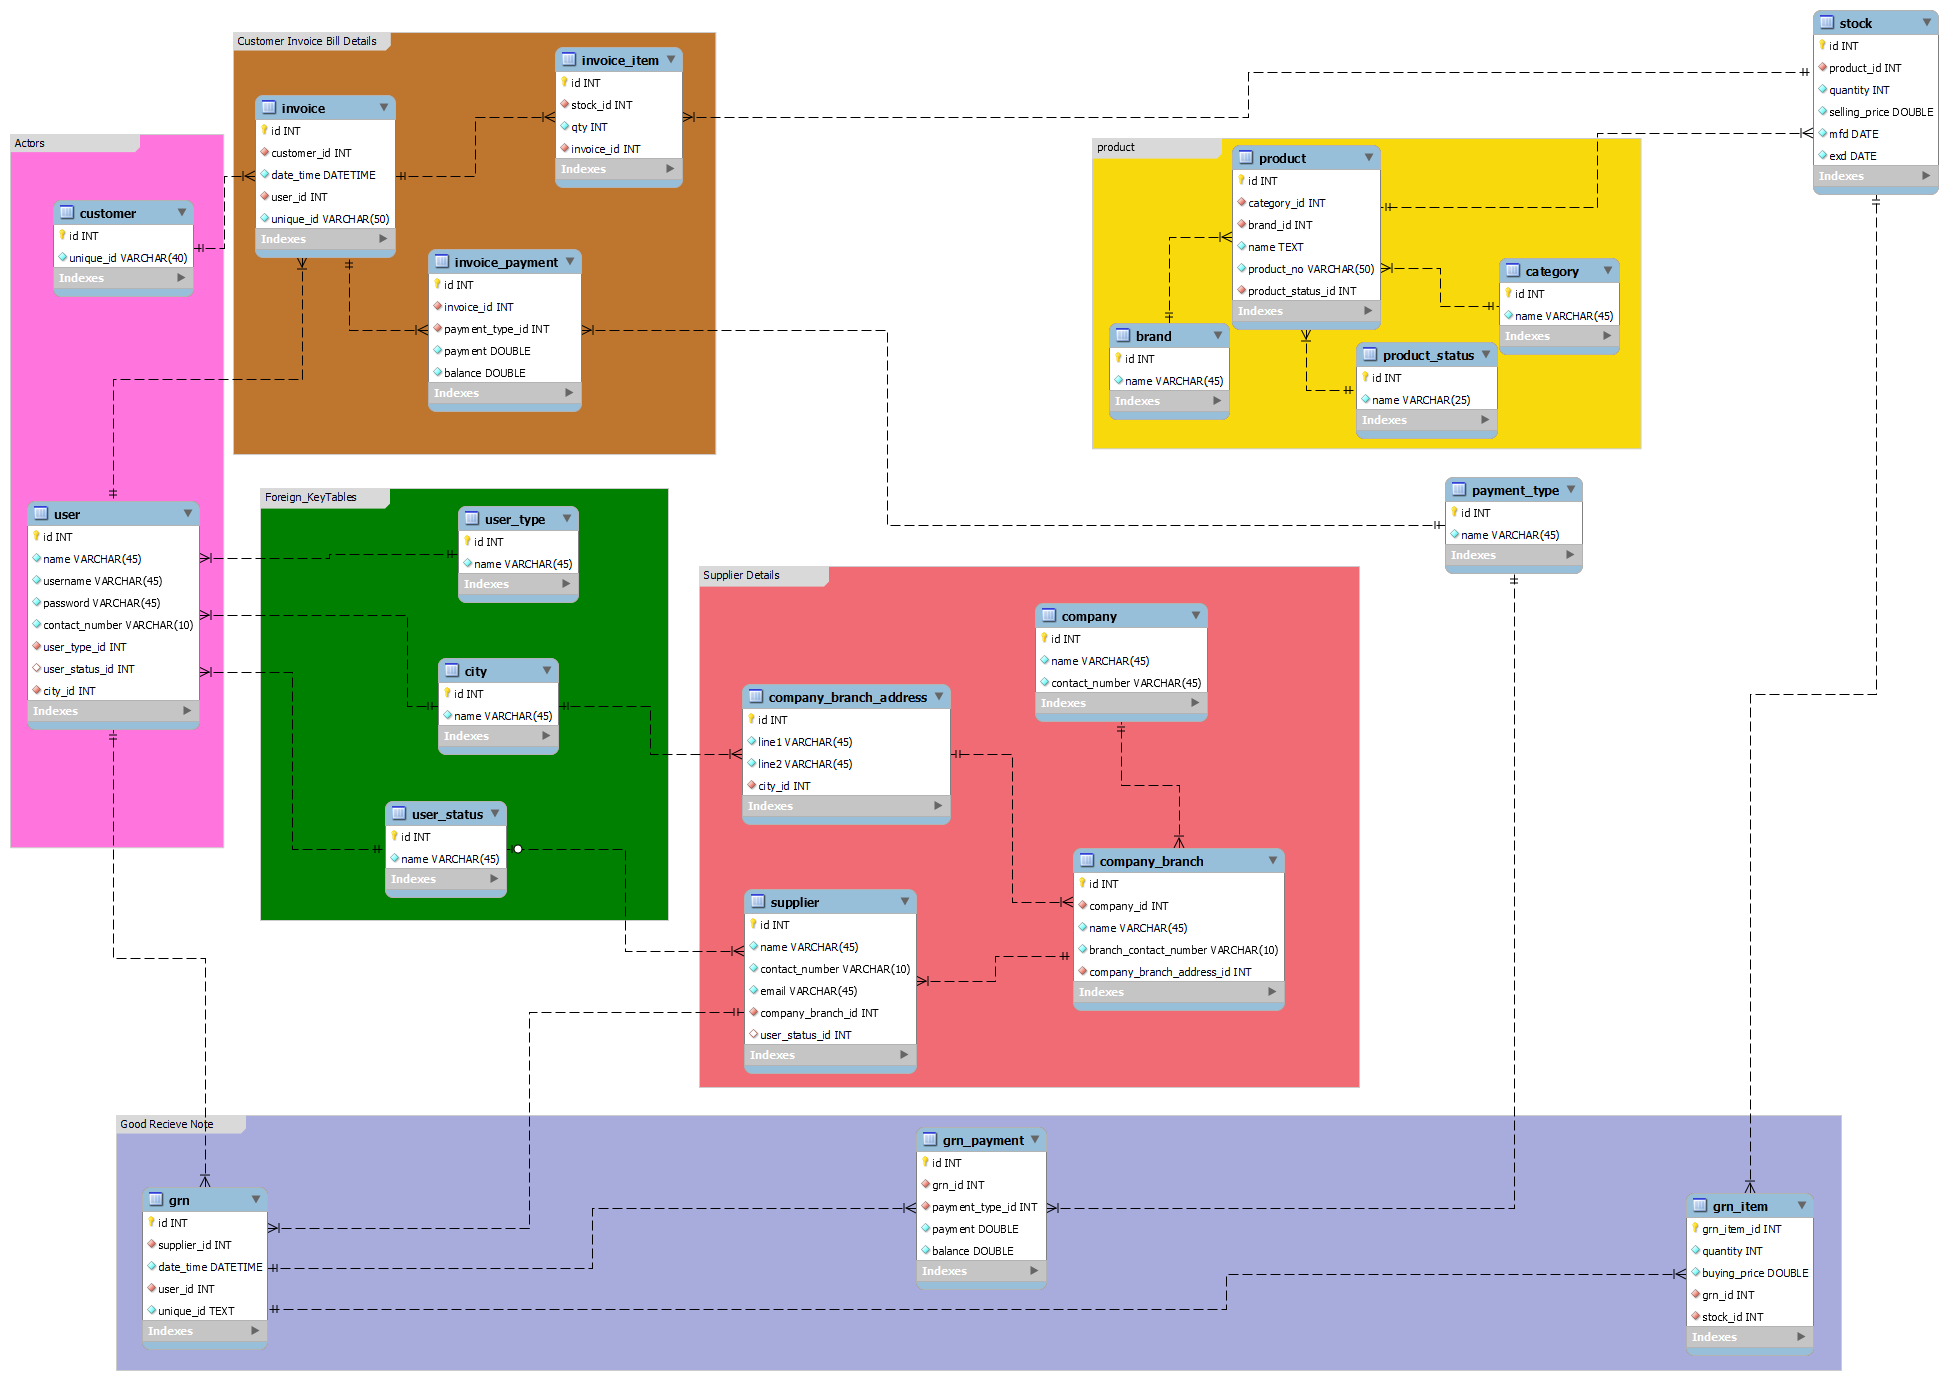 stock
id INT
product_id INT
quantity INT
selling_price DOUBLE
mfd DATE
exd DATE
Indexes
Customer Invoice Bill Details
invoice_item
id INT
stock_id INT
qty INT
invoice_id INT
Indexes
invoice
id INT
customer_id INT
date_time DATETIME
user_id INT
unique_id VARCHAR(50)
Indexes
invoice_payment
id INT
invoice_id INT
payment_type_id INT
payment DOUBLE
balance DOUBLE
Indexes
Actors
customer
id INT
unique_id VARCHAR(40)
Indexes
user
id INT
name VARCHAR(45)
username VARCHAR(45)
password VARCHAR(45)
contact_number VARCHAR(10)
user_type_id INT
user_status_id INT
city_id INT
Indexes
product
product
id INT
category_id INT
brand_id INT
name TEXT
product_no VARCHAR(50)
product_status_id INT
Indexes
category
id INT
name VARCHAR(45)
Indexes
brand
id INT
name VARCHAR(45)
Indexes
product_status
id INT
name VARCHAR(25)
Indexes
payment_type
id INT
name VARCHAR(45)
Indexes
Foreign_KeyTables
user_type
id INT
name VARCHAR(45)
Indexes
city
id INT
name VARCHAR(45)
Indexes
user_status
id INT
name VARCHAR(45)
Indexes
Supplier Details
company
id INT
name VARCHAR(45)
contact_number VARCHAR(45)
Indexes
company_branch_address
id INT
line1 VARCHAR(45)
line2 VARCHAR(45)
city_id INT
Indexes
company_branch
id INT
company_id INT
name VARCHAR(45)
branch_contact_number VARCHAR(10)
company_branch_address_id INT
Indexes
supplier
id INT
name VARCHAR(45)
contact_number VARCHAR(10)
email VARCHAR(45)
company_branch_id INT
user_status_id INT
Indexes
Good Recieve Note
grn_payment
id INT
grn_id INT
payment_type_id INT
payment DOUBLE
balance DOUBLE
Indexes
grn
id INT
supplier_id INT
date_time DATETIME
user_id INT
unique_id TEXT
Indexes
grn_item
grn_item_id INT
quantity INT
buying_price DOUBLE
grn_id INT
stock_id INT
Indexes